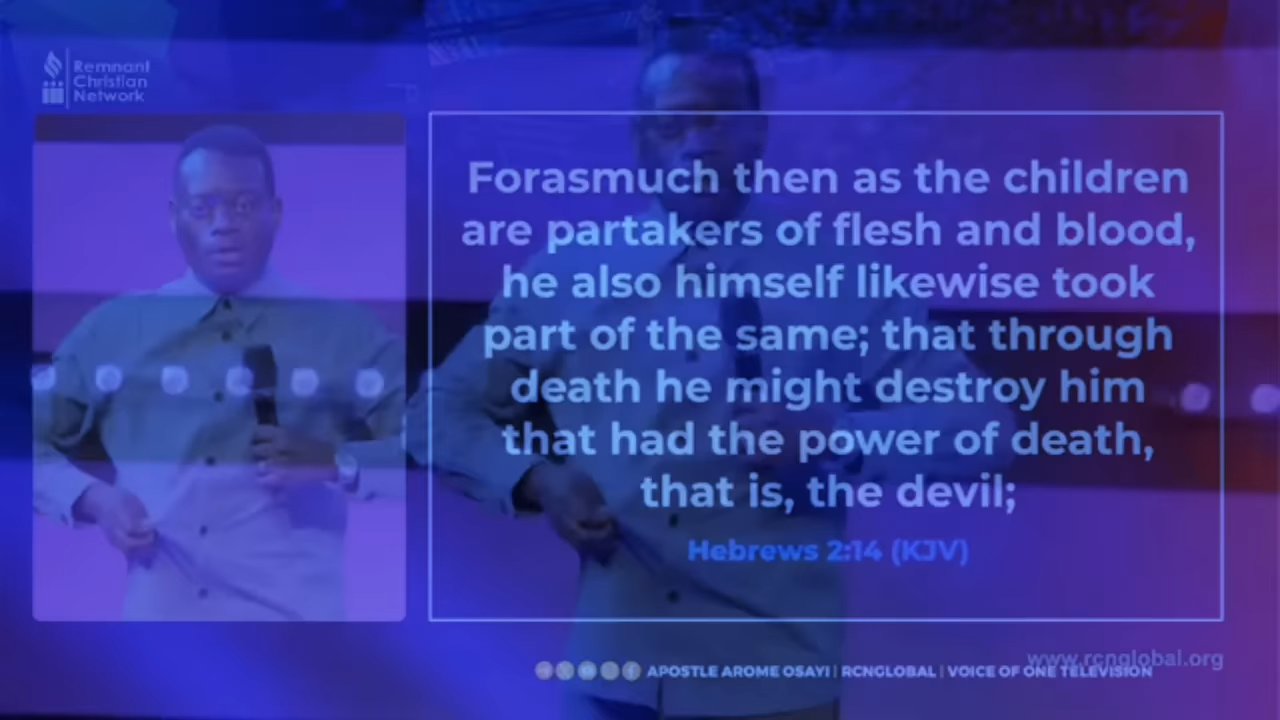 Remnant
Christian
Network
Forasmuch then as the children
are partakers of flesh and blood,
he also himself likewise took
part of the same; that through
death he might destroy him
that had the power of death,
that is, the devil;
Hebrews 2:14 (KJV)
www.rcnglobal.org
APOSTLE AROME OSAYI | RCNGLOBAL | VOICE OF ONE TELEVISION